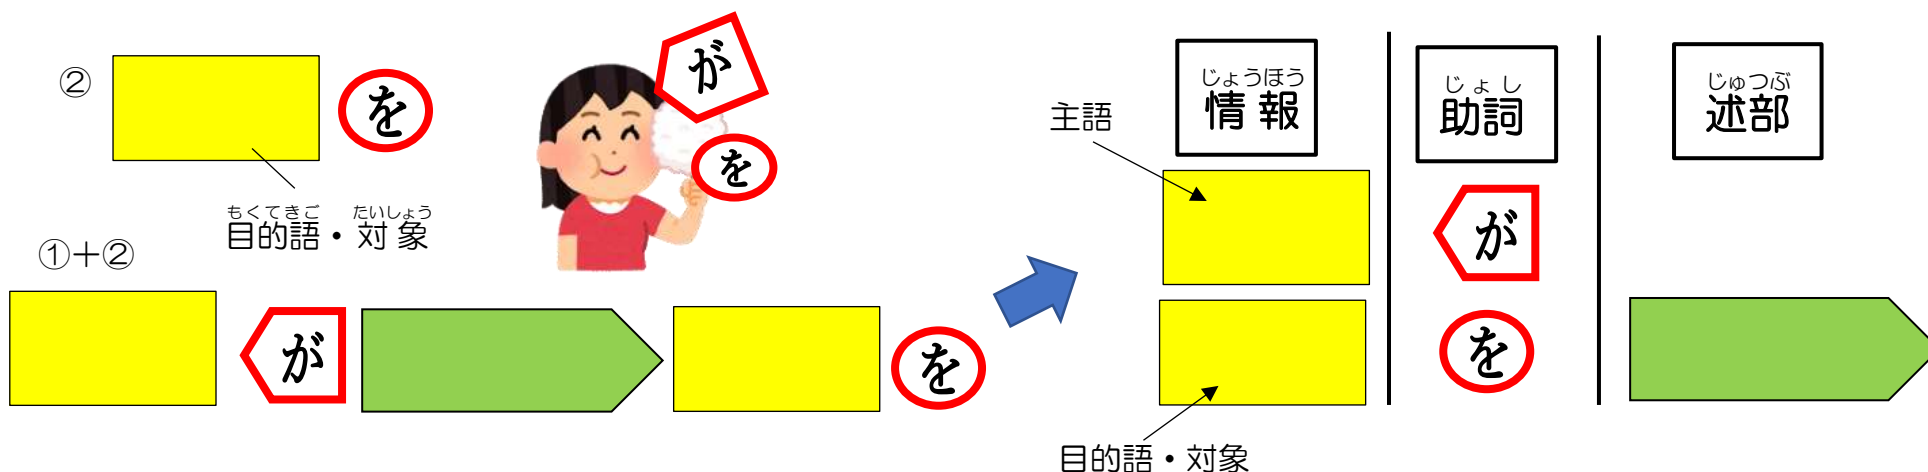 ②
を
もくてきご たいしょう
目的語・対象
が
を
①＋②
が
を
主語
じょうほう
情報
じょし
助詞
じゅつぶ
述部
が
を
目的語・対象